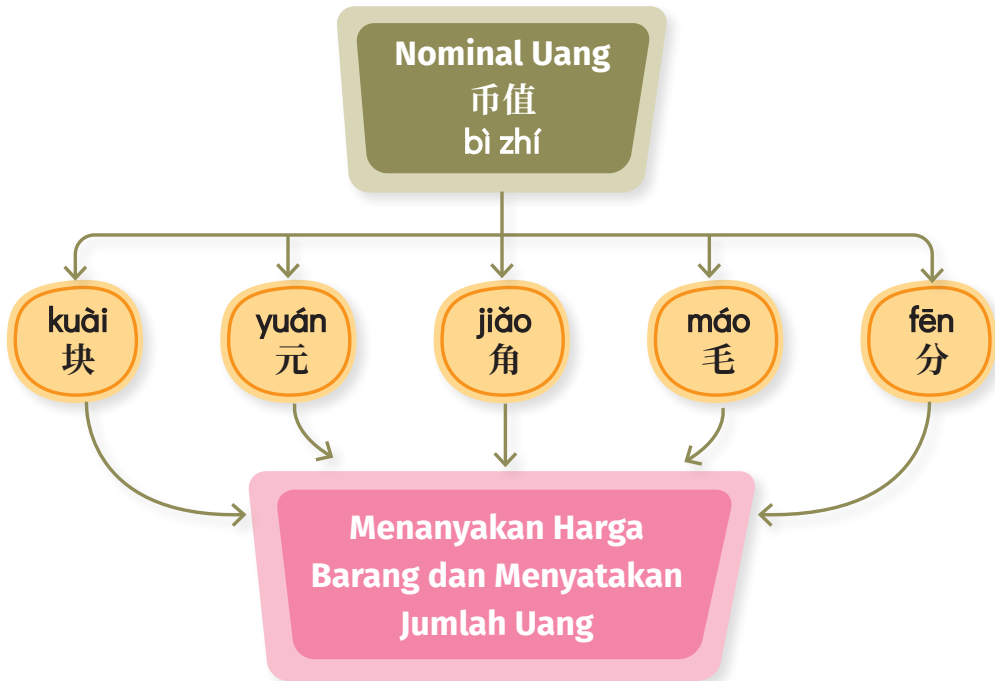 Nominal Uang
币值
bì zhí
kuài
块
yuán
元
jiǎo
角
máo
毛
fēn
分
Menanyakan Harga
Barang dan Menyatakan
Jumlah Uang